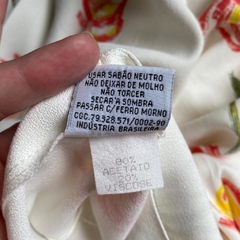 USAR SABÃO NEUTRO
NÃO DEIXAR DE MOLHO
NÃO TORCER
SECAR A SOMBRA
PASSAR C/FERRO MORNO
CGC. 79.928.571/0002-90
INDÚSTRIA BRASILEIRA
80%
ACETATO
20%
VISCOSE